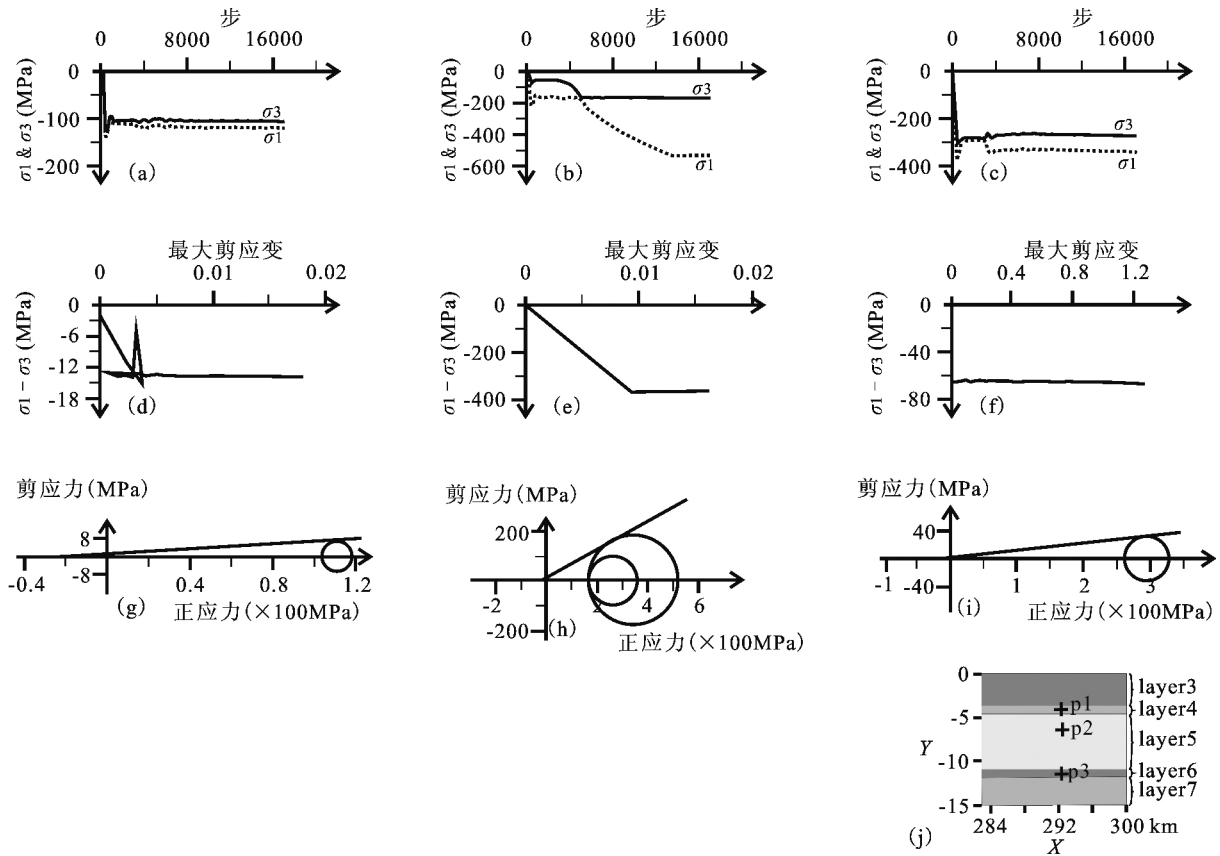 步
0 8000 16000
σ1 & σ3 (MPa)
0
-100
-200
σ3
σ1
(a)
步
0 8000 16000
σ1 & σ3 (MPa)
0
-200
-400
-600
σ3
σ1
(b)
步
0 8000 16000
σ1 & σ3 (MPa)
0
-200
-400
σ3
σ1
(c)
最大剪应变
0 0.01 0.02
σ1 - σ3 (MPa)
0
-6
-12
-18
(d)
最大剪应变
0 0.01 0.02
σ1 - σ3 (MPa)
0
-200
-400
(e)
最大剪应变
0 0.4 0.8 1.2
σ1 - σ3 (MPa)
0
-40
-80
(f)
剪应力(MPa)
8
-8
-0.4 0.4 0.8 1.2
(g) 正应力(×100MPa)
剪应力(MPa)
200
-200
-2 2 4 6
(h)
正应力(×100MPa)
剪应力(MPa)
40
-40
-1 1 2 3
(i)
正应力(×100MPa)
0
-5
-10
-15
Y
p1
p2
p3
layer3
layer4
layer5
layer6
layer7
284 292 300 km
X
(j)